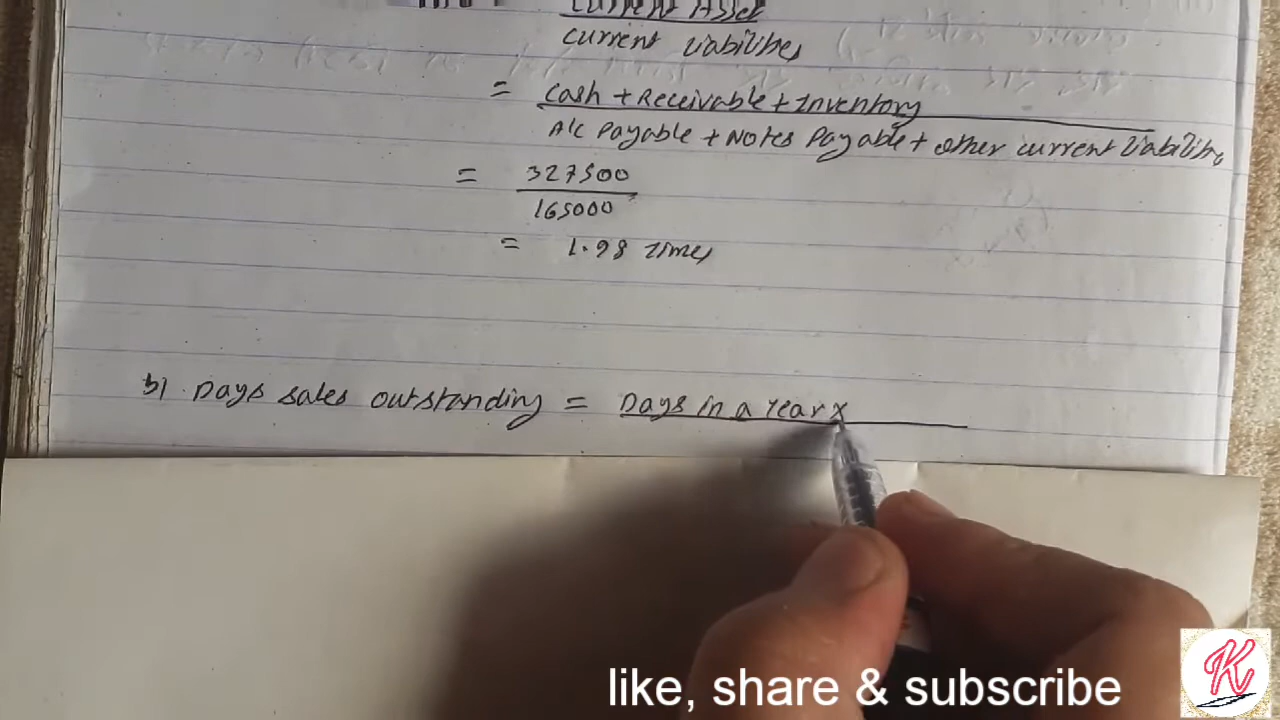 Current Asset
Current Liabilities
= Cash + Receivable + Inventory
A/c Payable + Notes Payable + Other Current Liabilities
= 327500
165000
= 1.98 Times
b) Days Sales Outstanding = Days in a Year x
like, share & subscribe
K